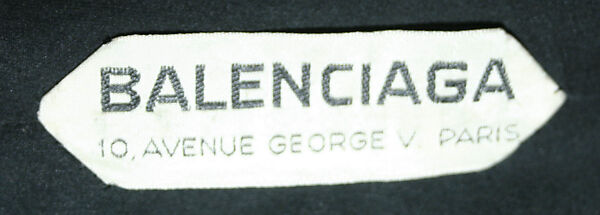 BALENCIAGA
10, AVENUE GEORGE V. PARIS